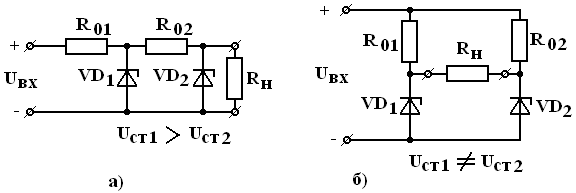 R01 R02
+
UВХ VD1 VD2 RН
-
UСТ1 > UСТ2
а)
+
R01 RН R02
UВХ
VD1 VD2
-
UСТ1 ≠ UСТ2
б)